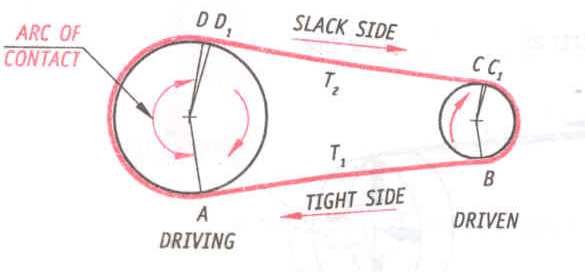 ARC OF
CONTACT
D D₁
SLACK SIDE
T₂
C C₁
T₁
TIGHT SIDE
A
B
DRIVING
DRIVEN